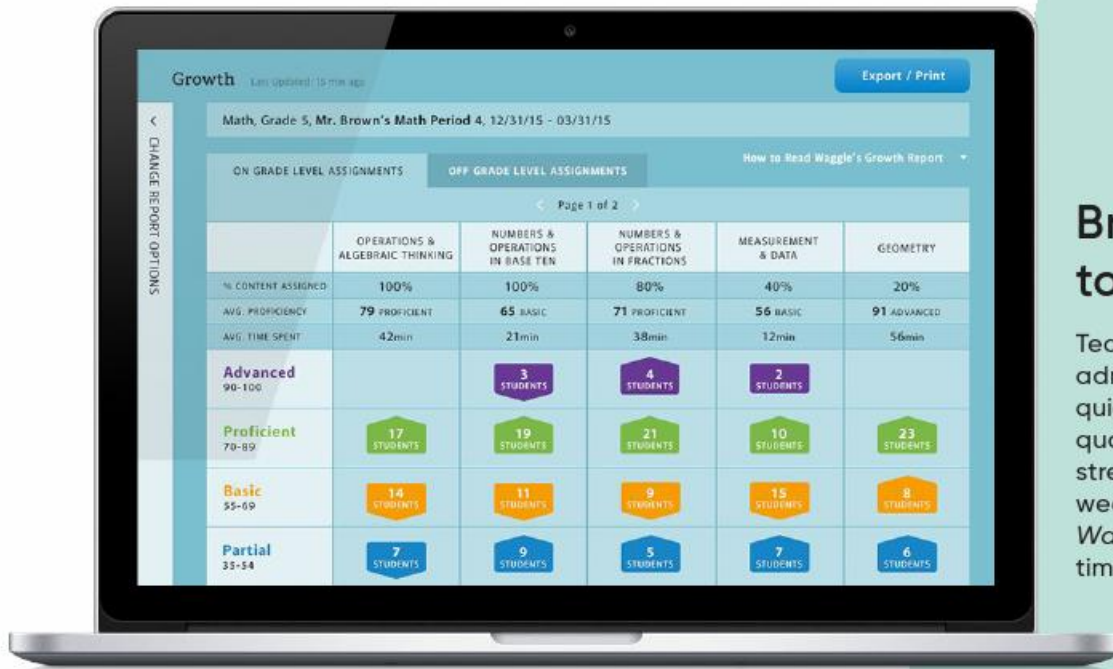 Growth Last Updated: 15 min ago
Export / Print
CHANGE REPORT OPTIONS
Math, Grade 5, Mr. Brown's Math Period 4, 12/31/15 - 03/31/15
How to Read Waggle's Growth Report
ON GRADE LEVEL ASSIGNMENTS OFF GRADE LEVEL ASSIGNMENTS
Page 1 of 2
OPERATIONS &
ALGEBRAIC THINKING
NUMBERS &
OPERATIONS
IN BASE TEN
NUMBERS &
OPERATIONS
IN FRACTIONS
MEASUREMENT
& DATA
GEOMETRY
% CONTENT ASSIGNED 100% 100% 80% 40% 20%
AVG. PROFICIENCY 79 PROFICIENT 65 BASIC 71 PROFICIENT 56 BASIC 91 ADVANCED
AVG. TIME SPENT 42min 21min 38min 12min 56min
Advanced
90-100
3 STUDENTS 4 STUDENTS 2 STUDENTS
Proficient
70-89
17 STUDENTS 19 STUDENTS 21 STUDENTS 10 STUDENTS 23 STUDENTS
Basic
55-69
14 STUDENTS 11 STUDENTS 9 STUDENTS 15 STUDENTS 8 STUDENTS
Partial
35-54
7 STUDENTS 9 STUDENTS 5 STUDENTS 7 STUDENTS 6 STUDENTS